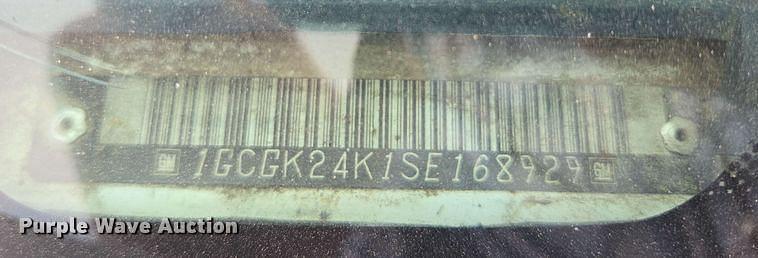 GM 1GCGK24K1SE168929 GM
Purple Wave Auction